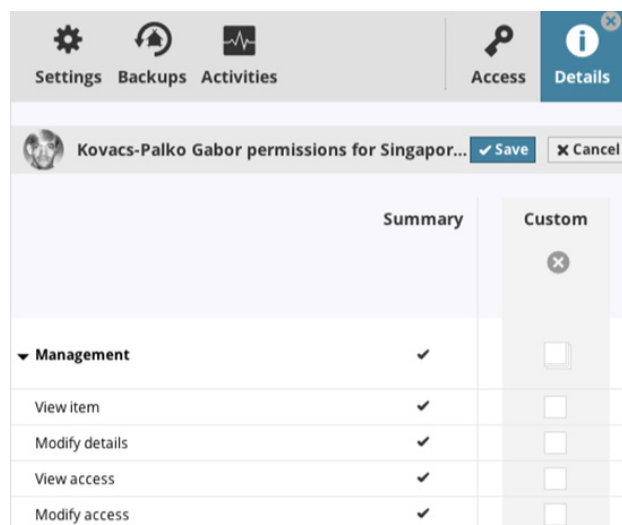 Settings Backups Activities Access Details
Kovacs-Palko Gabor permissions for Singapor... Save Cancel
Summary Custom
Management
View item
Modify details
View access
Modify access